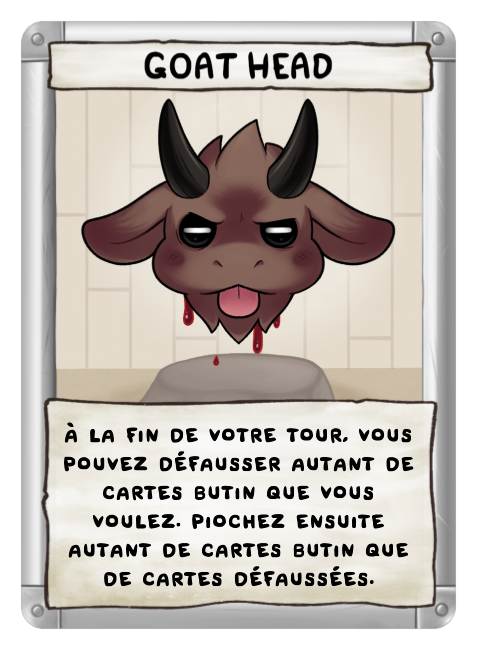 GOAT HEAD
À LA FIN DE VOTRE TOUR, VOUS
POUVEZ DÉFAUSSER AUTANT DE
CARTES BUTIN QUE VOUS
VOULEZ. PIOCHEZ ENSUITE
AUTANT DE CARTES BUTIN QUE
DE CARTES DÉFAUSSÉES.